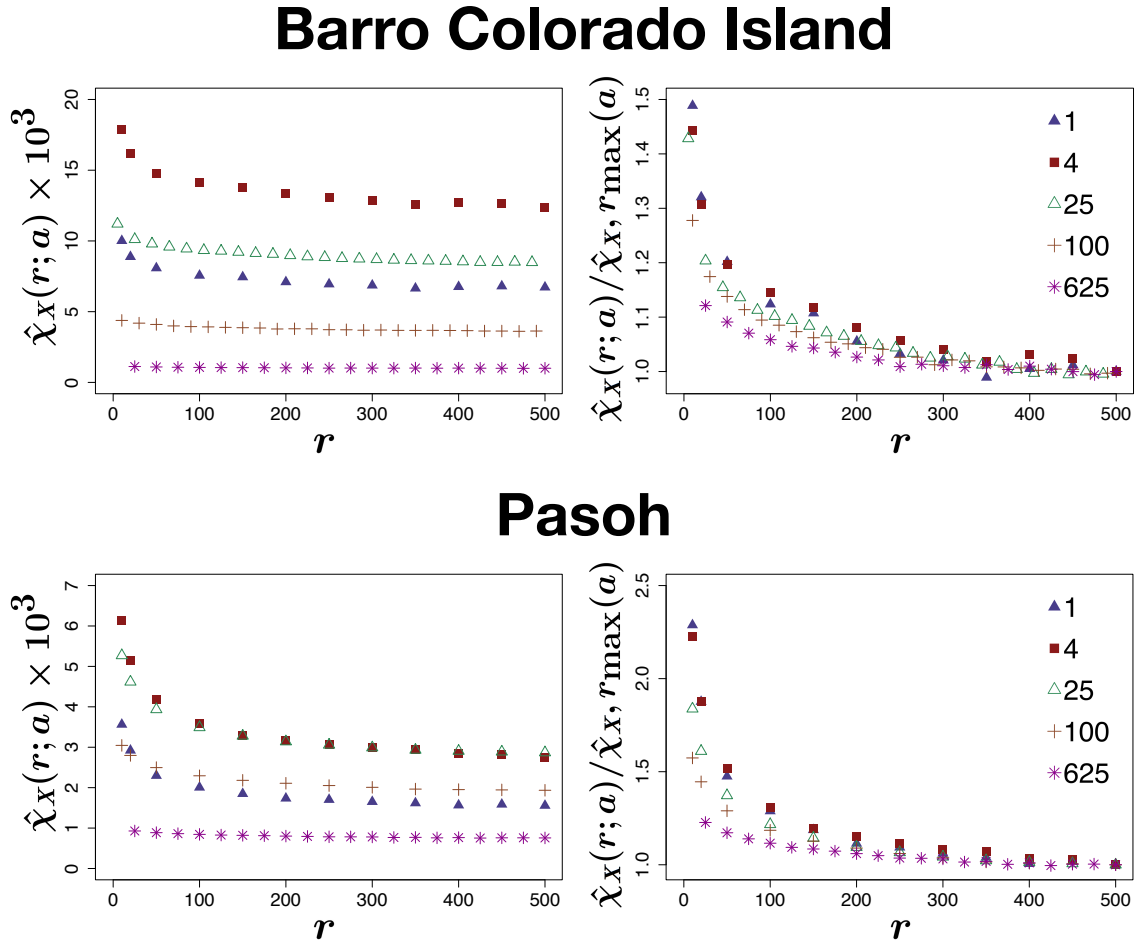 Barro Colorado Island
χ̂X(r; a) × 10³
20
15
10
5
0
0 100 200 300 400 500
r
χ̂X(r; a)/χ̂X, rmax(a)
1.5
1.4
1.3
1.2
1.1
1.0
0 100 200 300 400 500
r
1
4
25
100
625
Pasoh
χ̂X(r; a) × 10³
7
6
5
4
3
2
1
0
0 100 200 300 400 500
r
χ̂X(r; a)/χ̂X, rmax(a)
2.5
2.0
1.5
1.0
0 100 200 300 400 500
r
1
4
25
100
625